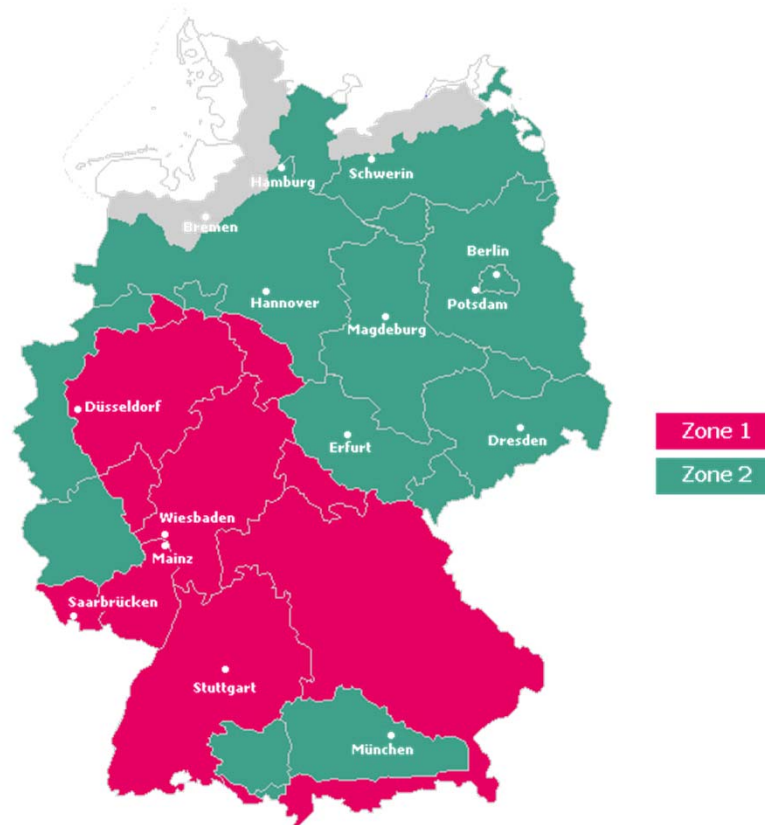 Hamburg
Schwerin
Bremen
Berlin
Hannover
Potsdam
Magdeburg
Düsseldorf
Zone 1
Erfurt
Dresden
Zone 2
Wiesbaden
Mainz
Saarbrücken
Stuttgart
München